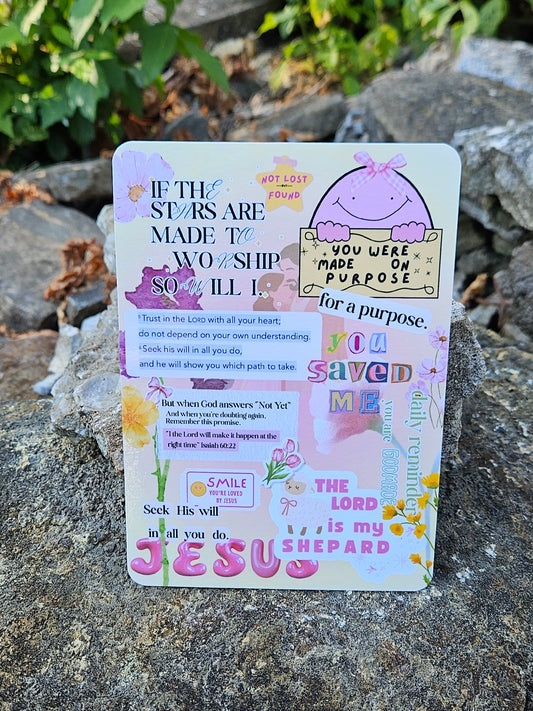 IF THE
STARS ARE
MADE TO
WORSHIP
SO WILL I..
NOT LOST
BUT
FOUND
YOU WERE
MADE ON
PURPOSE
for a purpose.
⁵Trust in the LORD with all your heart;
do not depend on your own understanding.
⁶Seek his will in all you do,
and he will show you which path to take.
YOU
saved
ME
But when God answers "Not Yet"
And when you're doubting again,
Remember this promise.
"I the Lord will make it happen at the
right time" Isaiah 60:22
daily reminder
you are
SMILE
YOU'RE LOVED
BY JESUS
THE
LORD
is my
SHEPARD
Seek His will
in all you do.
JESUS